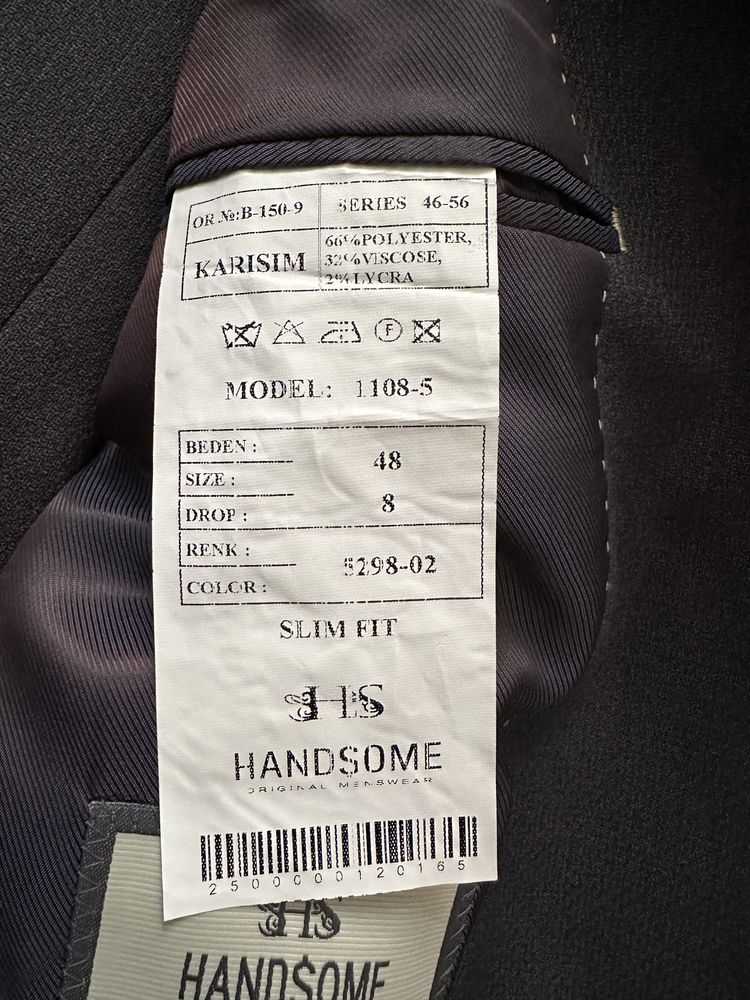 OR №:B-150-9
SERIES 46-56
KARISIM
66%POLYESTER,
32%VISCOSE,
2%LYCRA
F
MODEL: 1108-5
BEDEN :
SIZE :
48
DROP :
8
RENK :
COLOR :
5298-02
SLIM FIT
HS
HANDSOME
ORIGINAL MENSWEAR
2500000120165
HS
HANDSOME